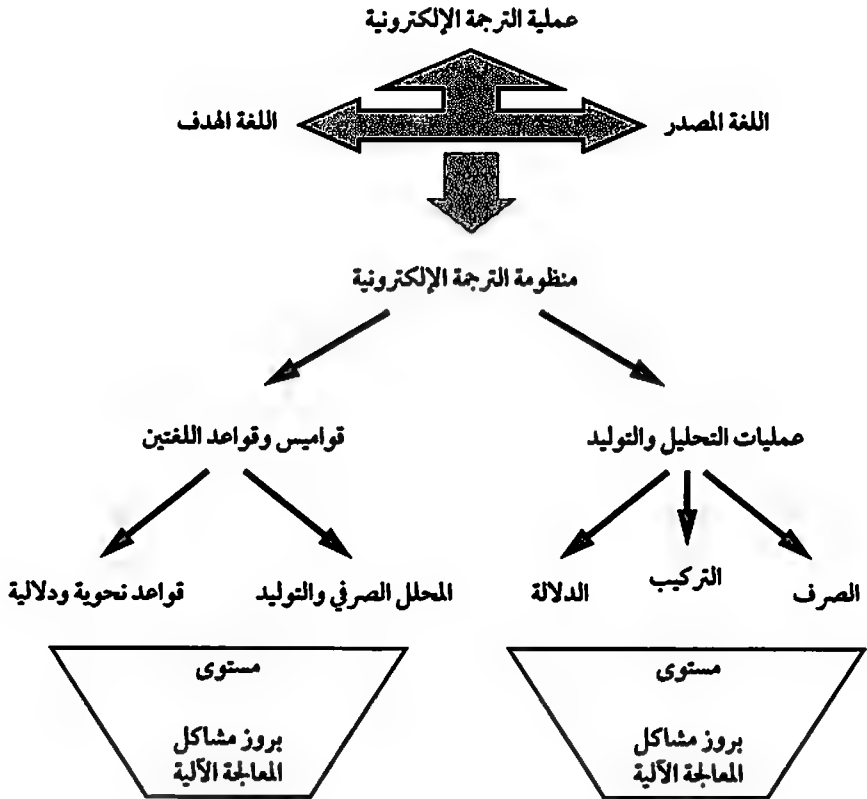 عملية الترجمة الإلكترونية
اللغة المصدر
اللغة الهدف
منظومة الترجمة الإلكترونية
عمليات التحليل والتوليد
قواميس وقواعد اللغتين
الصرف
التركيب
الدلالة
المحلل الصرفي والتوليد
قواعد نحوية ودلالية
مستوى
بروز مشاكل
المعالجة الآلية
مستوى
بروز مشاكل
المعالجة الآلية